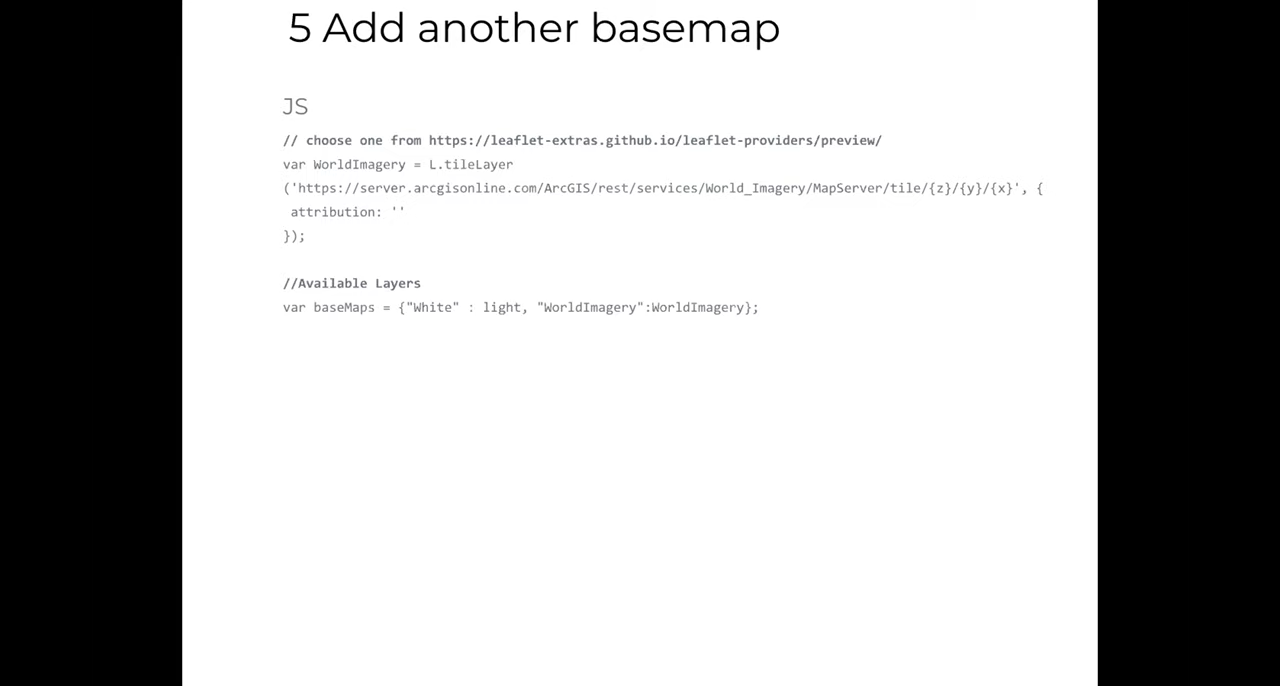 5 Add another basemap
JS
// choose one from https://leaflet-extras.github.io/leaflet-providers/preview/
var WorldImagery = L.tileLayer
('https://server.arcgisonline.com/ArcGIS/rest/services/World_Imagery/MapServer/tile/{z}/{y}/{x}', {
attribution: ''
});
//Available Layers
var baseMaps = {"White" : light, "WorldImagery":WorldImagery};